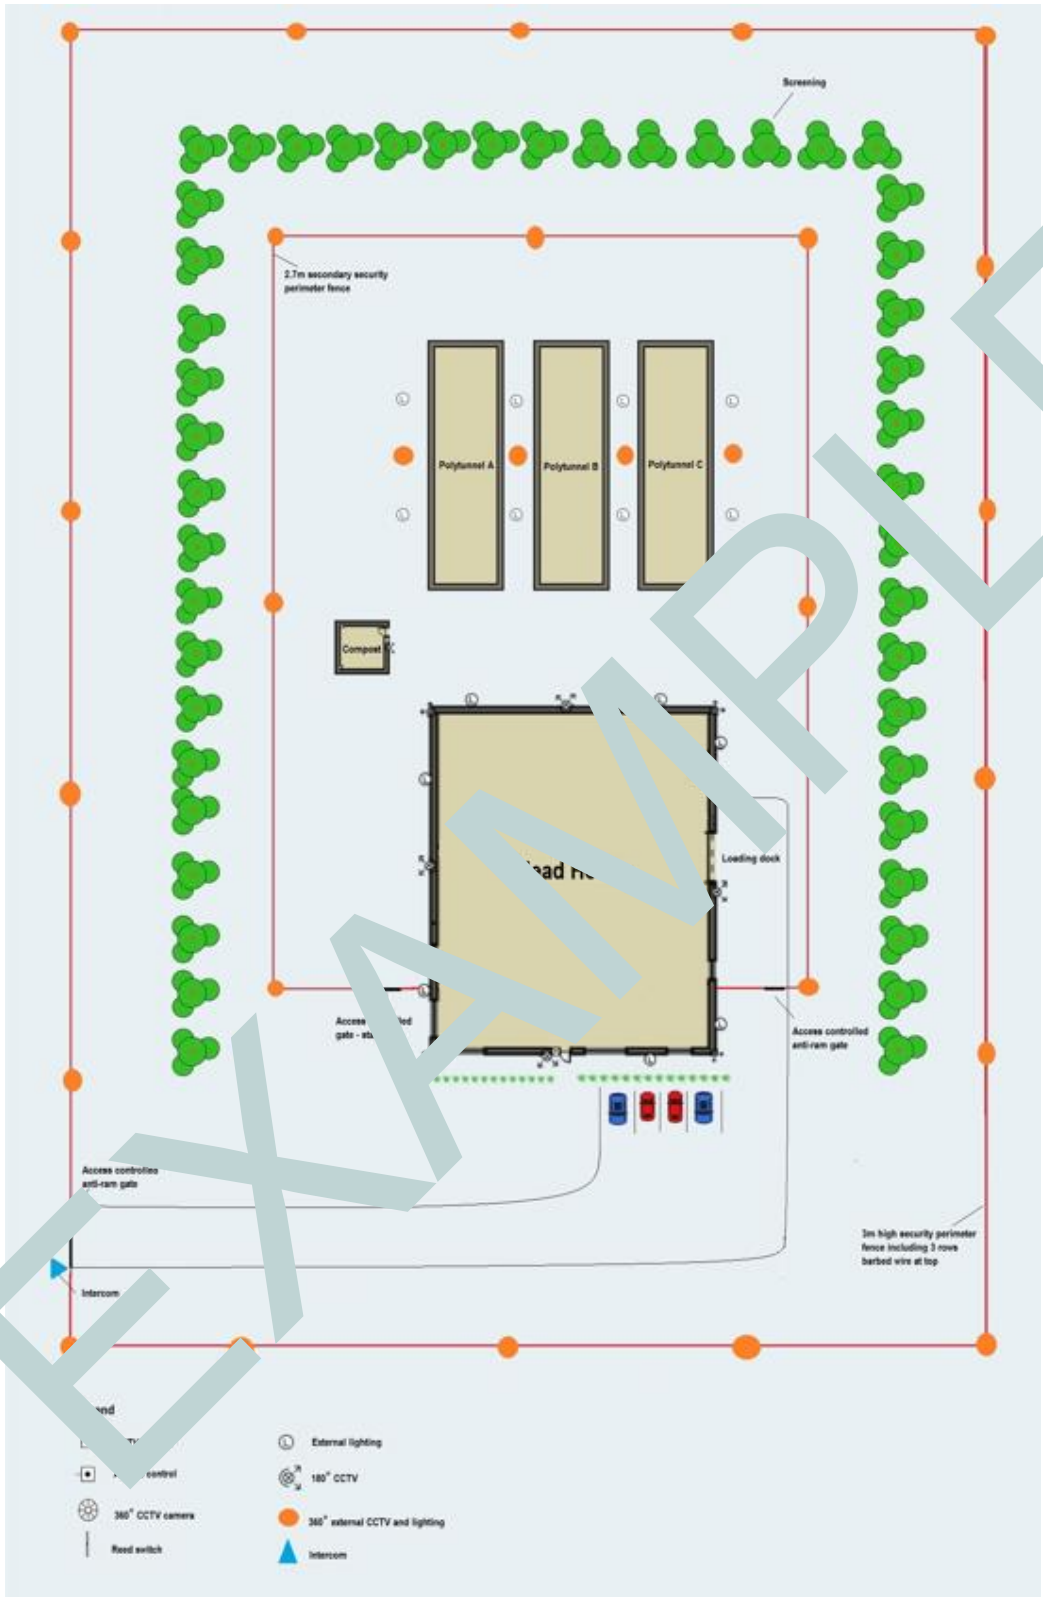 Screening
2.7m secondary security
perimeter fence
Polytunnel A
Polytunnel B
Polytunnel C
Compost
Loading dock
Access controlled
anti-ram gate
gate -
Access controlled
anti-ram gate
3m high security perimeter
fence including 3 rows
barbed wire at top
Intercom
EXAMPLE
External lighting
control
180° CCTV
360° CCTV camera
360° external CCTV and lighting
Reed switch
Intercom